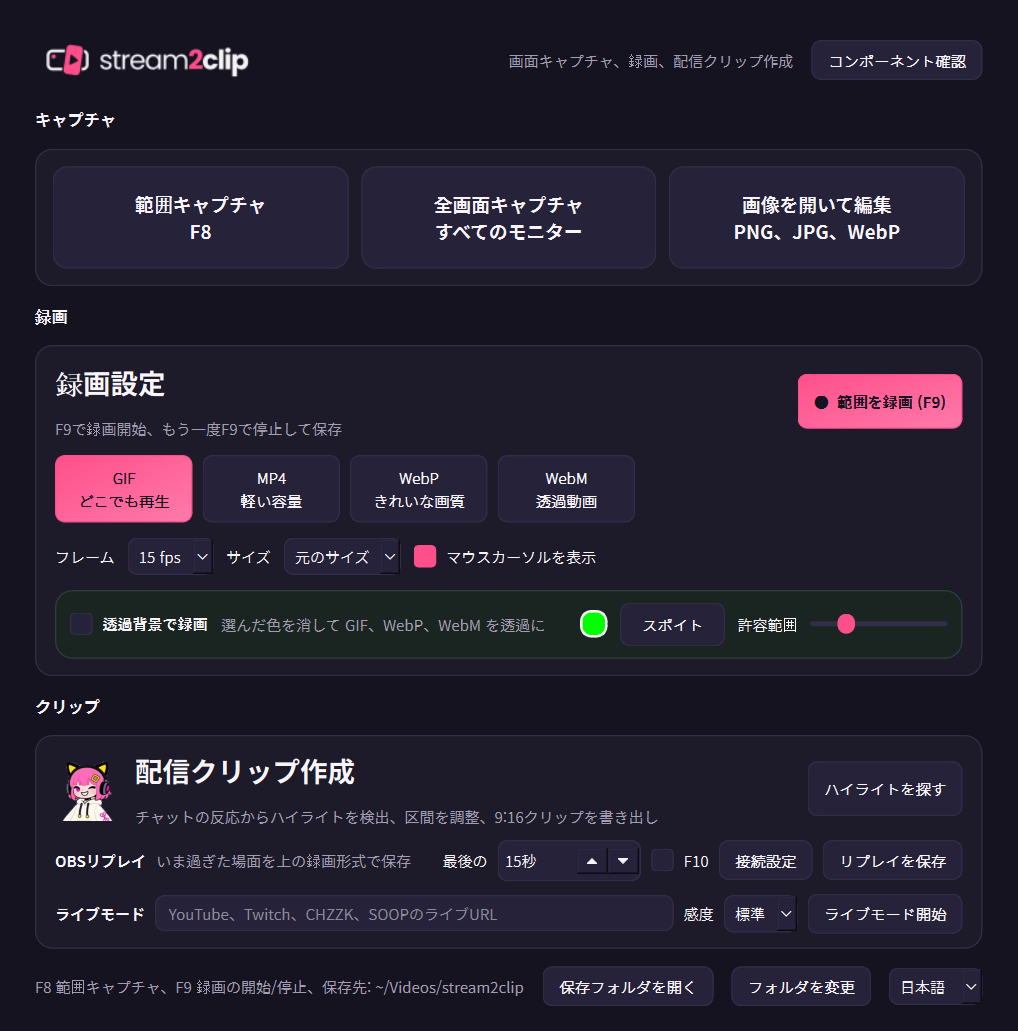 stream2clip
画面キャプチャ、録画、配信クリップ作成
コンポーネント確認
キャプチャ
範囲キャプチャ
F8
全画面キャプチャ
すべてのモニター
画像を開いて編集
PNG、JPG、WebP
録画
録画設定
F9で録画開始、もう一度F9で停止して保存
● 範囲を録画 (F9)
GIF
どこでも再生
MP4
軽い容量
WebP
きれいな画質
WebM
透過動画
フレーム 15 fps サイズ 元のサイズ マウスカーソルを表示
透過背景で録画 選んだ色を消して GIF、WebP、WebM を透過に スポイト 許容範囲
クリップ
配信クリップ作成
チャットの反応からハイライトを検出、区間を調整、9:16クリップを書き出し
ハイライトを探す
OBSリプレイ いま過ぎた場面を上の録画形式で保存 最後の 15秒 F10 接続設定 リプレイを保存
ライブモード YouTube、Twitch、CHZZK、SOOPのライブURL 感度 標準 ライブモード開始
F8 範囲キャプチャ、F9 録画の開始/停止、保存先: ~/Videos/stream2clip 保存フォルダを開く フォルダを変更 日本語